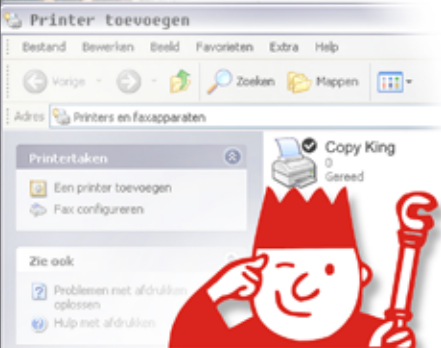 Printer toevoegen
Bestand Bewerken Beeld Favorieten Extra Help
Vorige Zoeken Mappen
Adres Printers en faxapparaten
Printertaken
Een printer toevoegen
Fax configureren
Copy King
0
Gereed
Zie ook
Problemen met afdrukken
oplossen
Hulp met afdrukken